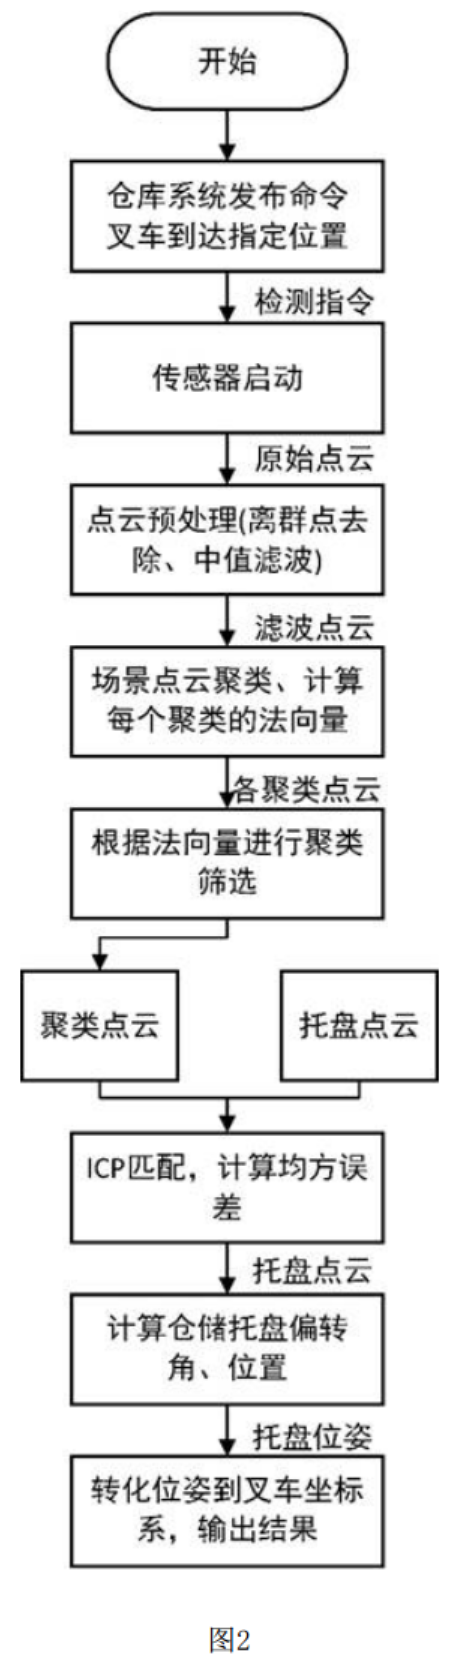 开始
仓库系统发布命令
叉车到达指定位置
检测指令
传感器启动
原始点云
点云预处理(离群点去
除、中值滤波)
滤波点云
场景点云聚类、计算
每个聚类的法向量
各聚类点云
根据法向量进行聚类
筛选
聚类点云
托盘点云
ICP匹配，计算均方误
差
托盘点云
计算仓储托盘偏转
角、位置
托盘位姿
转化位姿到叉车坐标
系，输出结果
图2